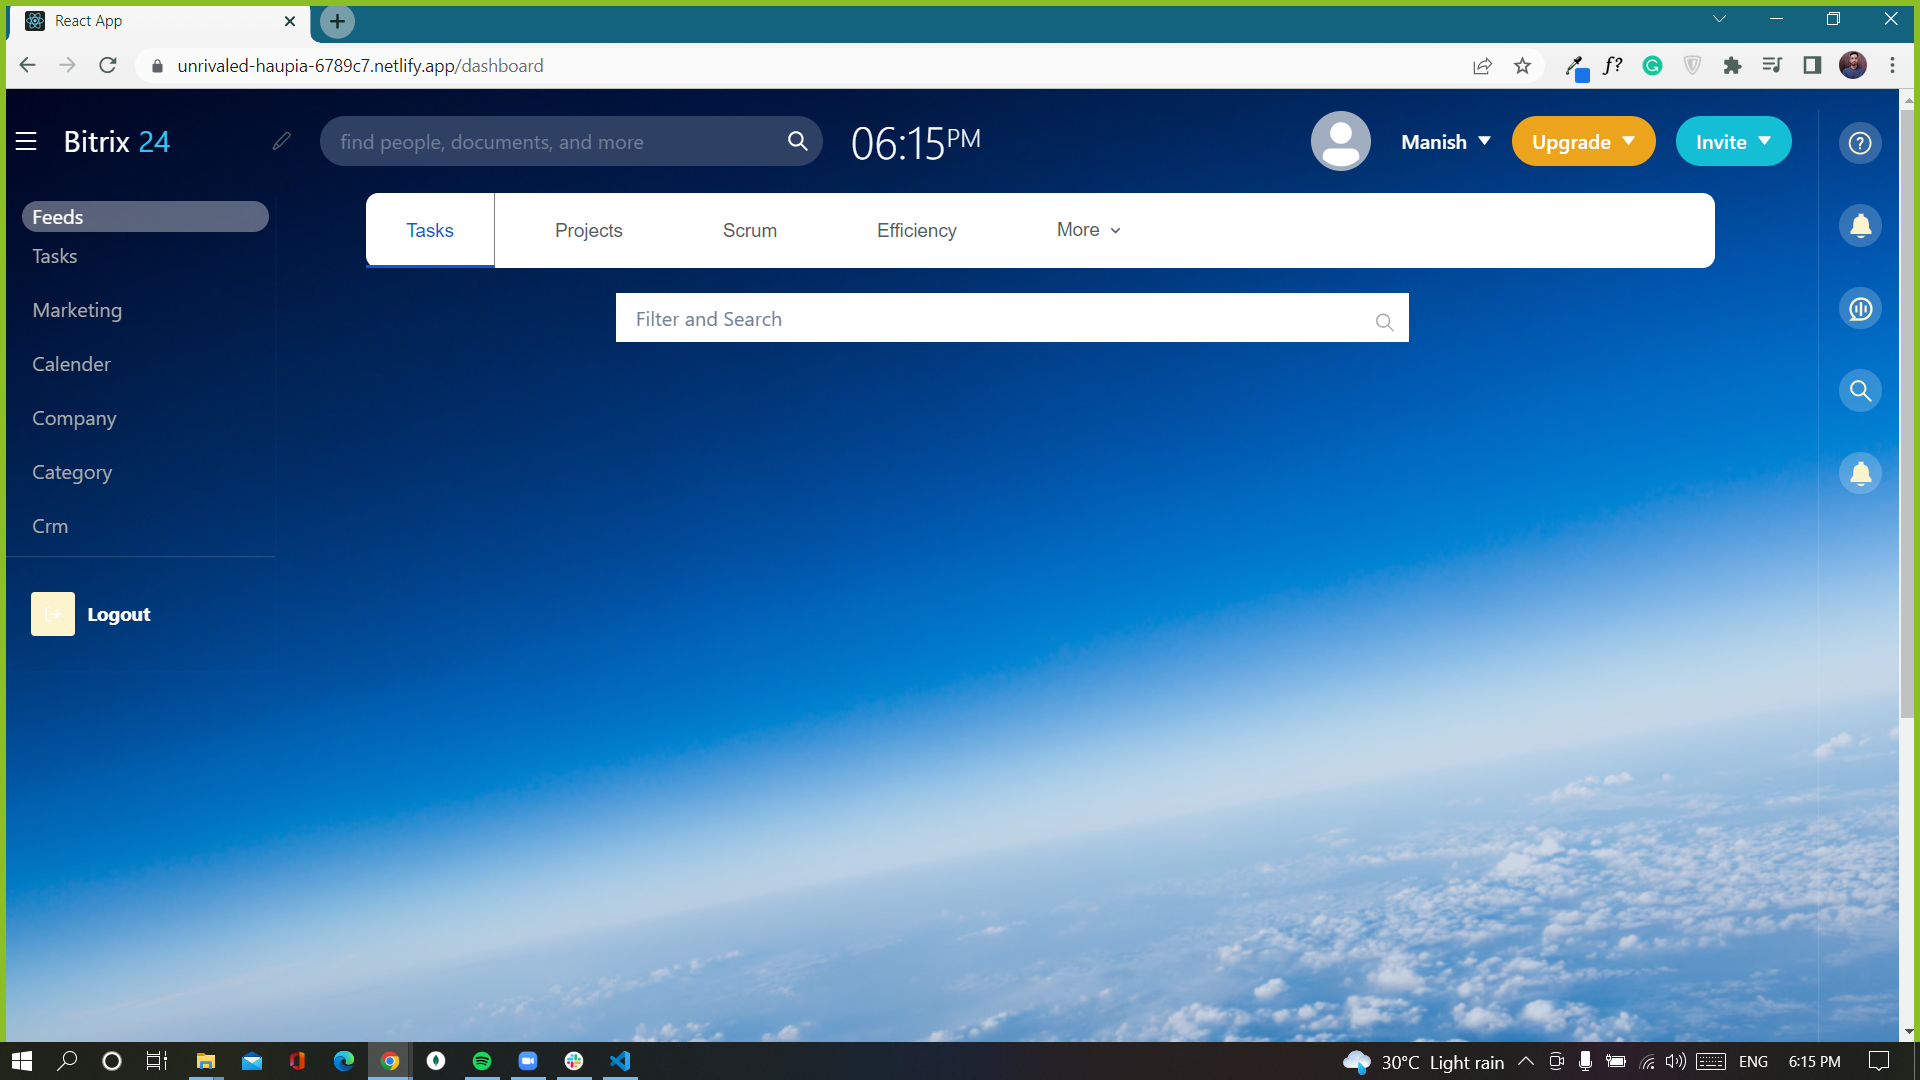 React App
unrivaled-haupia-6789c7.netlify.app/dashboard
f?
Bitrix 24
find people, documents, and more
06:15PM
Manish
Upgrade
Invite
Feeds
Tasks
Marketing
Calender
Company
Category
Crm
Logout
Tasks
Projects
Scrum
Efficiency
More
Filter and Search
30°C Light rain
ENG
6:15 PM